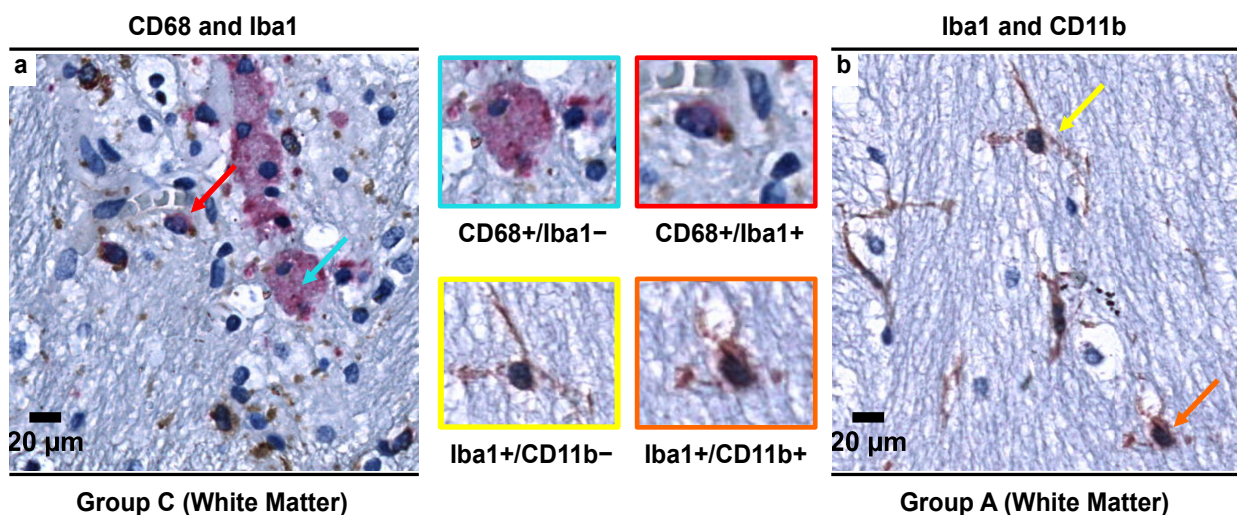 CD68 and Iba1
Iba1 and CD11b
a
b
CD68+/Iba1−
CD68+/Iba1+
Iba1+/CD11b−
Iba1+/CD11b+
20 µm
20 µm
Group C (White Matter)
Group A (White Matter)